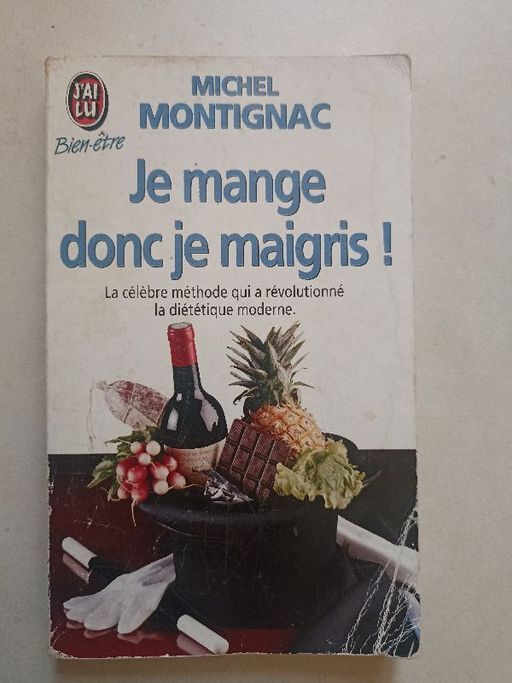 J'AI
LU
Bien-être
MICHEL
MONTIGNAC
Je mange
donc je maigris !
La célèbre méthode qui a révolutionné
la diététique moderne.